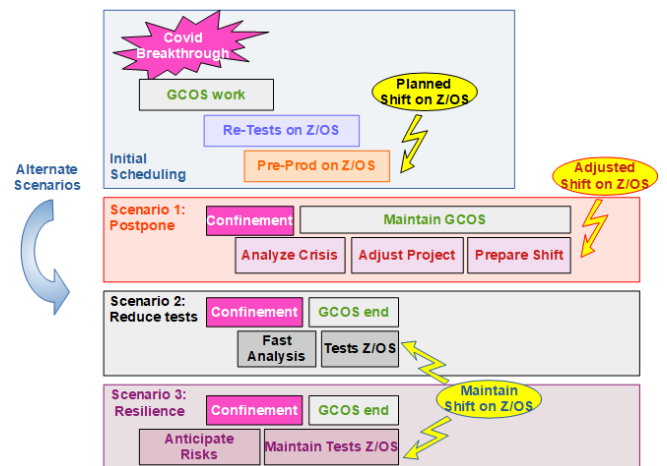 Covid
Breakthrough
GCOS work
Planned
Shift on Z/OS
Re-Tests on Z/OS
Initial
Scheduling
Pre-Prod on Z/OS
Alternate
Scenarios
Adjusted
Shift on Z/OS
Scenario 1:
Postpone
Confinement
Maintain GCOS
Analyze Crisis
Adjust Project
Prepare Shift
Scenario 2:
Reduce tests
Confinement
GCOS end
Fast
Analysis
Tests Z/OS
Maintain
Shift on Z/OS
Scenario 3:
Resilience
Confinement
GCOS end
Anticipate
Risks
Maintain Tests Z/OS